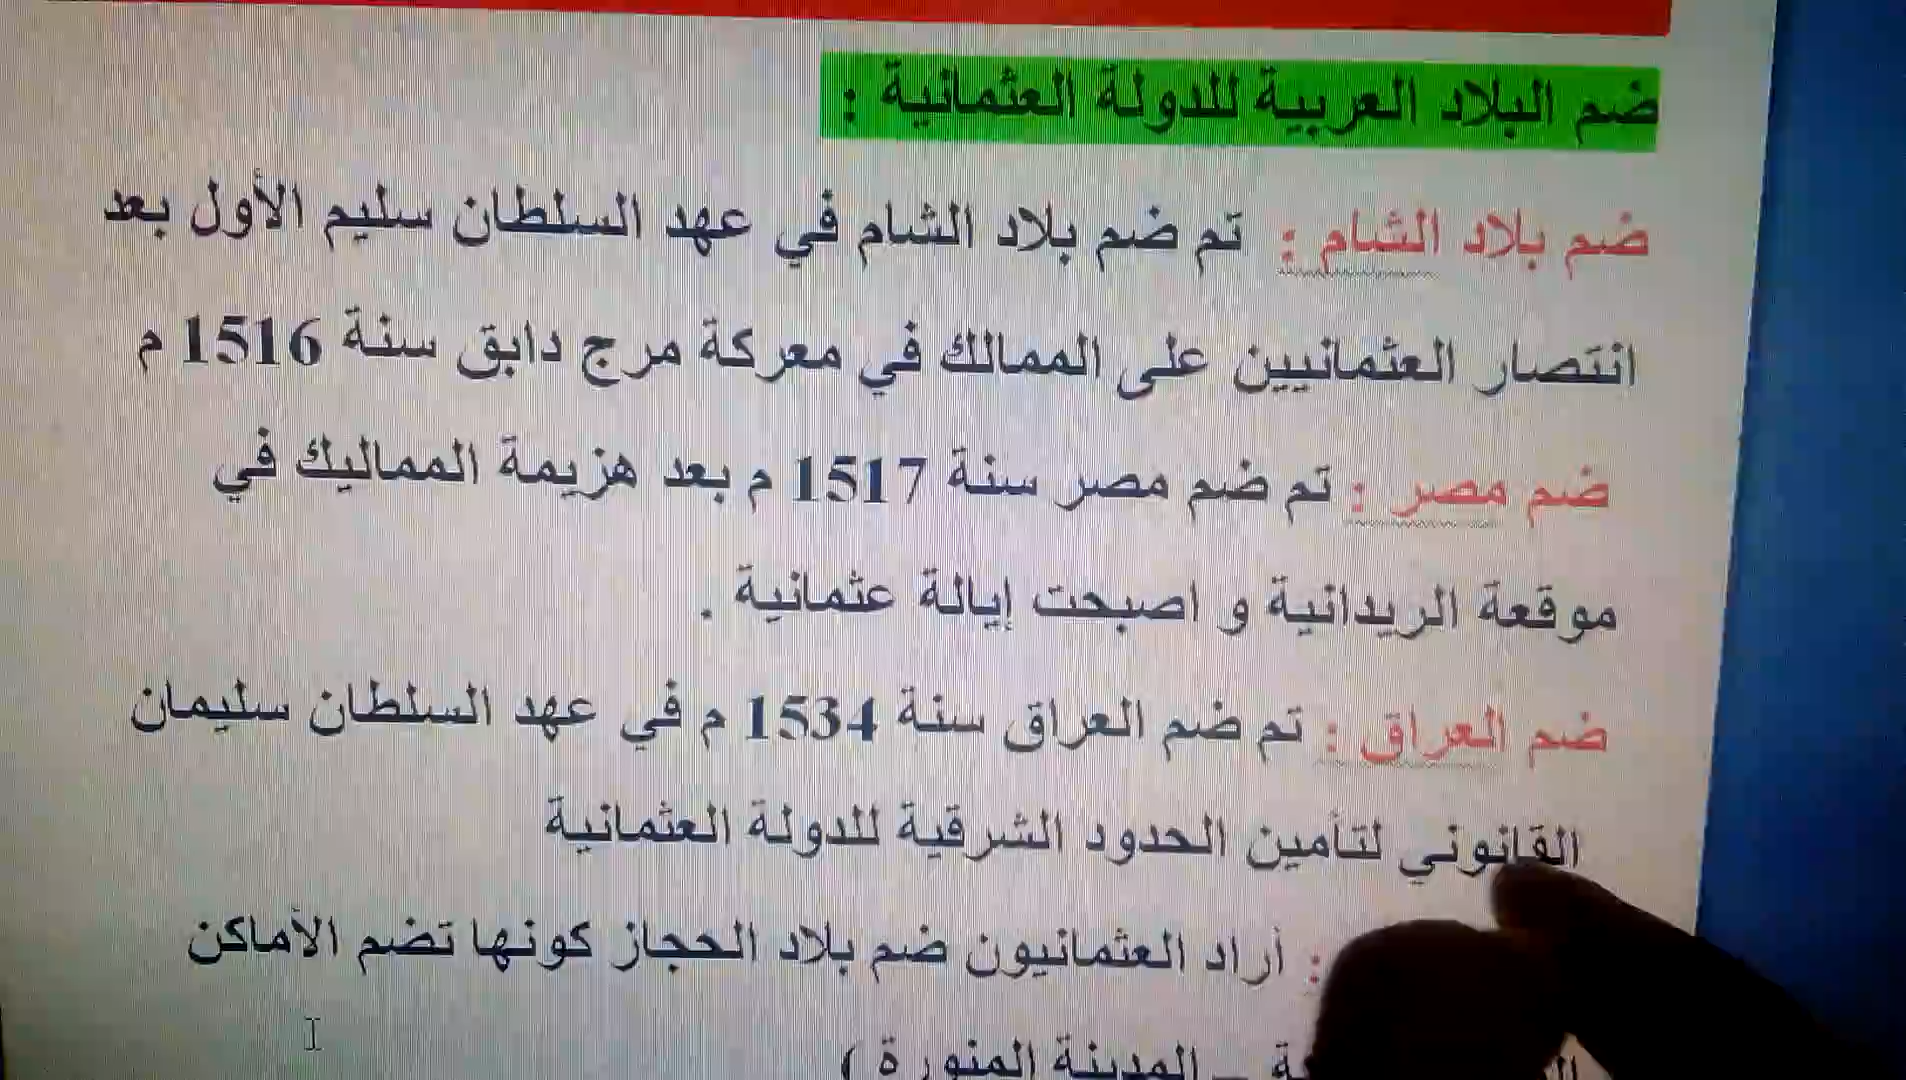 ضم البلاد العربية للدولة العثمانية :
ضم بلاد الشام : تم ضم بلاد الشام في عهد السلطان سليم الأول بعد
انتصار العثمانيين على الممالك في معركة مرج دابق سنة 1516 م
ضم مصر : تم ضم مصر سنة 1517 م بعد هزيمة المماليك في
موقعة الريدانية و اصبحت إيالة عثمانية .
ضم العراق : تم ضم العراق سنة 1534 م في عهد السلطان سليمان
القانوني لتأمين الحدود الشرقية للدولة العثمانية
: أراد العثمانيون ضم بلاد الحجاز كونها تضم الأماكن
– المدينة المنورة )